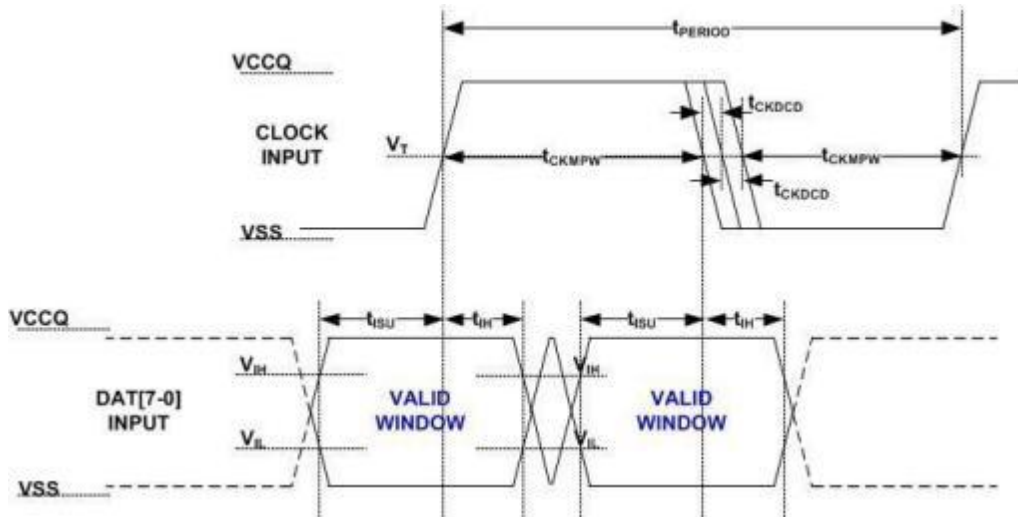 tPERIOD
VCCQ
CLOCK
INPUT
VT
tCKDCD
tCKMPW
tCKMPW
tCKDCD
VSS
VCCQ
tISU
tIH
tISU
tIH
VIH
VIH
DAT[7-0]
INPUT
VALID
WINDOW
VALID
WINDOW
VIL
VIL
VSS